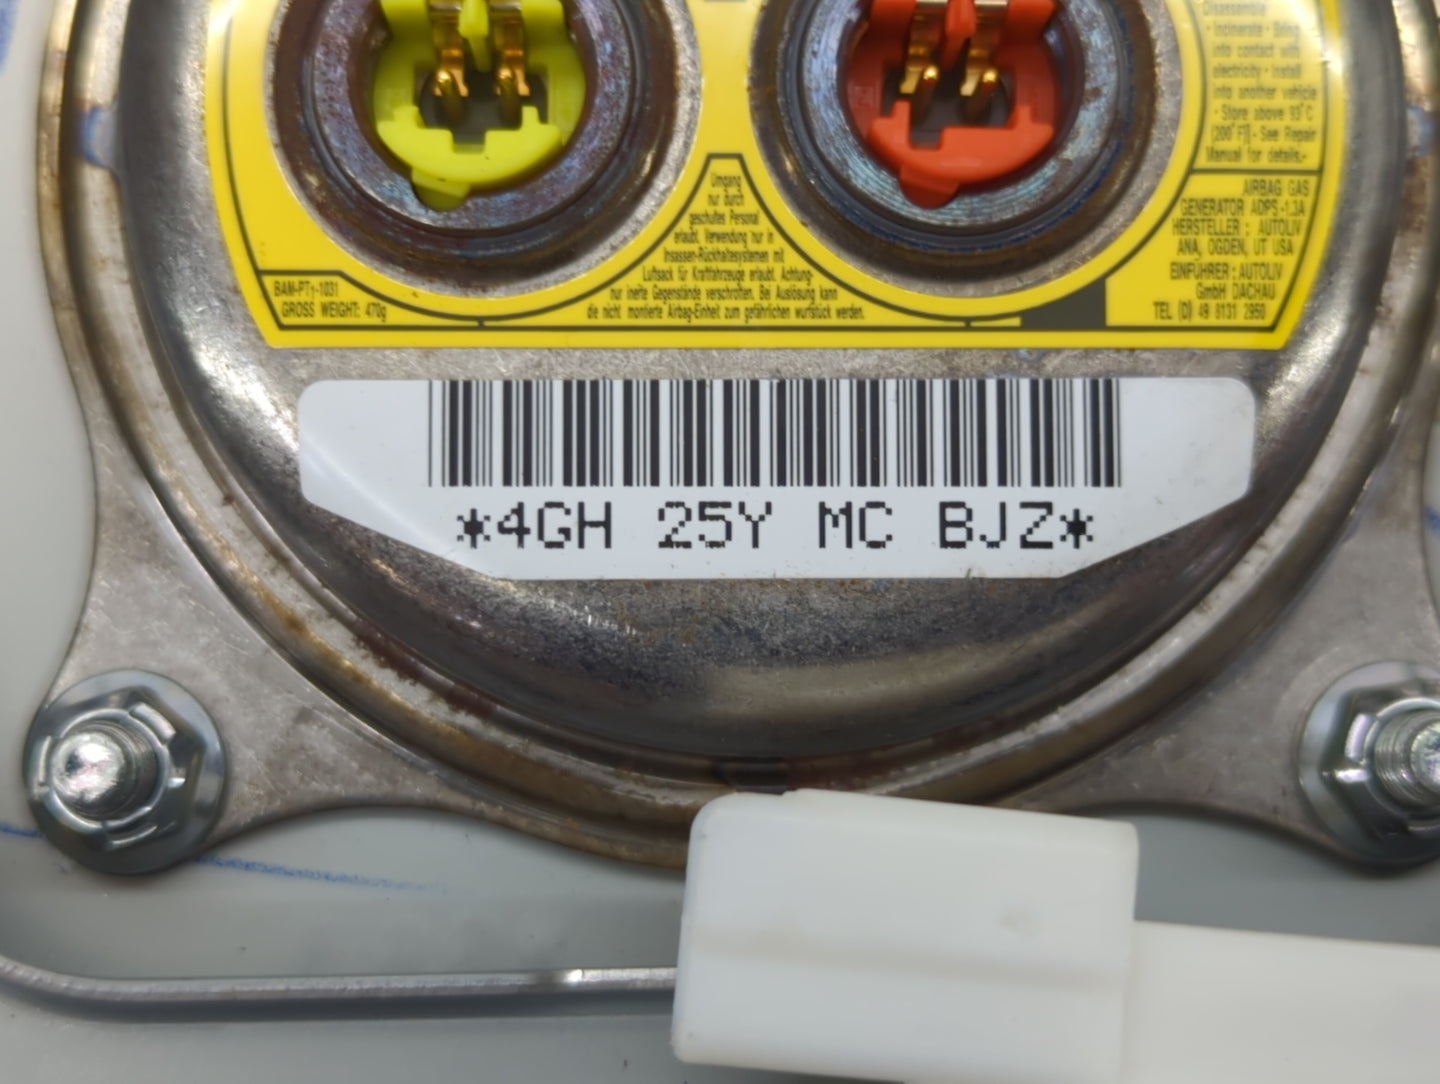 Disassemble
• Incinerate • Bring
into contact with
electricity • Install
into another vehicle
• Store above 93°C
(200°F) - See Repair
Manual for details.-
AIRBAG GAS
GENERATOR ADPS-1.3A
HERSTELLER : AUTOLIV
ANA, OGDEN, UT USA
EINFÜHRER : AUTOLIV
GmbH DACHAU
TEL (D) 49 8131 2950
Umgang
nur durch
geschultes Personal
erlaubt, Verwendung nur in
Insassen-Rückhaltesystemen mit
Luftsack für Kraftfahrzeuge erlaubt. Achtung-
nur inerte Gegenstände verschrotten. Bei Auslösung kann
die nicht montierte Airbag-Einheit zum gefährlichen wurfstück werden.
BAM-PT₁-1031
GROSS WEIGHT: 470g
*4GH 25Y MC BJZ*